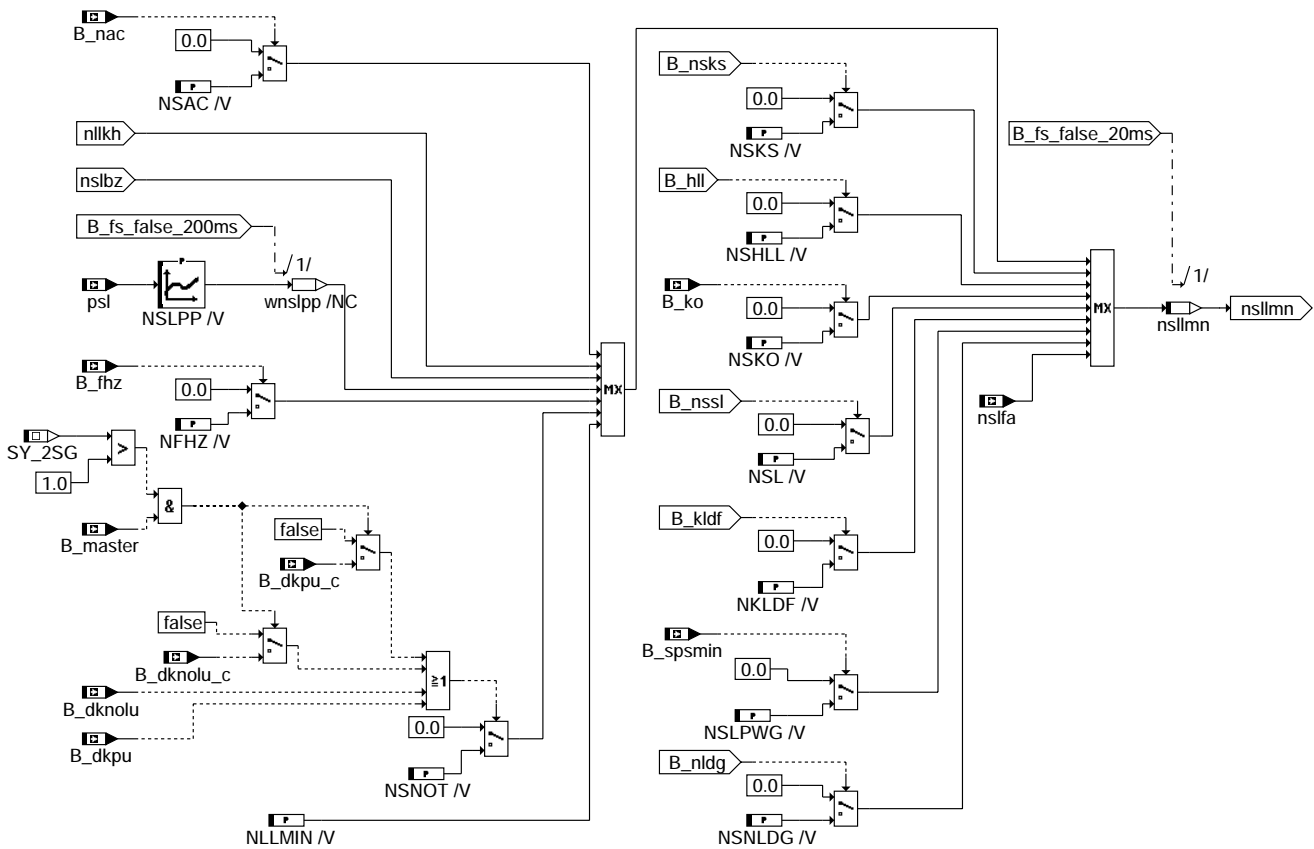 B_nac
0.0
NSAC /V
nllkh
nslbz
B_fs_false_200ms
/1/
psl
P
NSLPP /V
wnslpp /NC
B_fhz
0.0
P
NFHZ /V
SY_2SG
>
1.0
&
B_master
false
B_dkpu_c
false
B_dknolu_c
B_dknolu
B_dkpu
≥1
0.0
P
NSNOT /V
P
NLLMIN /V
MX
B_nsks
0.0
P
NSKS /V
B_hll
0.0
P
NSHLL /V
B_ko
0.0
P
NSKO /V
B_nssl
0.0
P
NSL /V
B_kldf
0.0
P
NKLDF /V
B_spsmin
0.0
P
NSLPWG /V
B_nldg
0.0
P
NSNLDG /V
B_fs_false_20ms
/1/
MX
nsllmn
nsllmn
nslfa